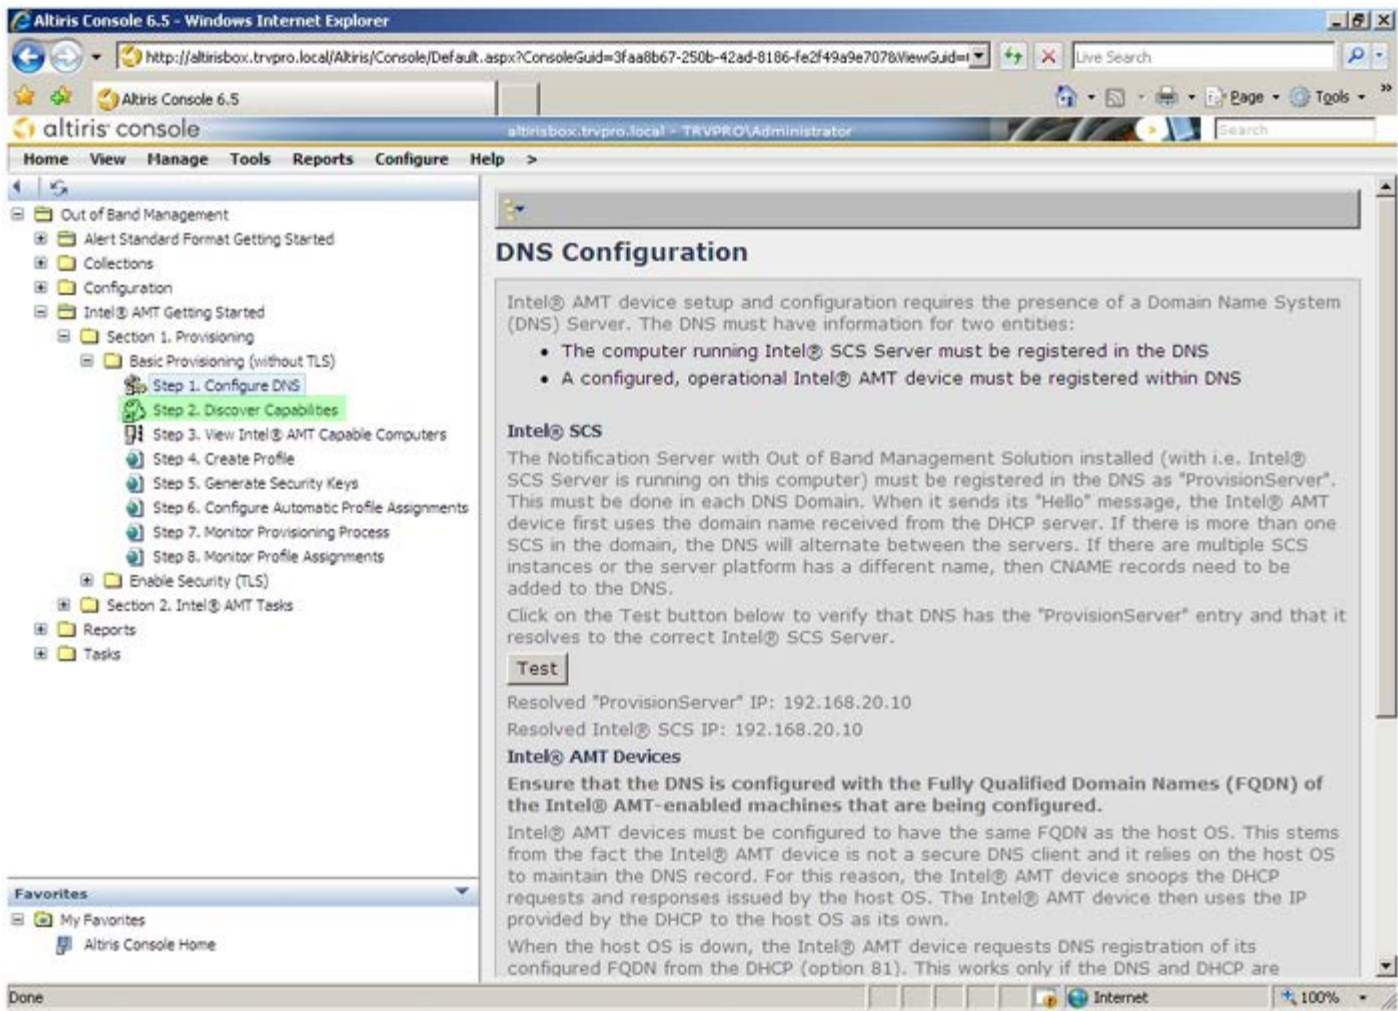 Altiris Console 6.5 - Windows Internet Explorer
http://altirisbox.trvpro.local/Altiris/Console/Default.aspx?ConsoleGuid=3faa8b67-250b-42ad-8186-fe2f49a9e707&ViewGuid=
Live Search
Altiris Console 6.5
Page
Tools
»
altiris console
altirisbox.trvpro.local - TRVPRO\Administrator
Search
Home View Manage Tools Reports Configure Help >
Out of Band Management
Alert Standard Format Getting Started
Collections
Configuration
Intel® AMT Getting Started
Section 1. Provisioning
Basic Provisioning (without TLS)
Step 1. Configure DNS
Step 2. Discover Capabilities
Step 3. View Intel® AMT Capable Computers
Step 4. Create Profile
Step 5. Generate Security Keys
Step 6. Configure Automatic Profile Assignments
Step 7. Monitor Provisioning Process
Step 8. Monitor Profile Assignments
Enable Security (TLS)
Section 2. Intel® AMT Tasks
Reports
Tasks
Favorites
My Favorites
Altiris Console Home
DNS Configuration
Intel® AMT device setup and configuration requires the presence of a Domain Name System
(DNS) Server. The DNS must have information for two entities:
• The computer running Intel® SCS Server must be registered in the DNS
• A configured, operational Intel® AMT device must be registered within DNS
Intel® SCS
The Notification Server with Out of Band Management Solution installed (with i.e. Intel®
SCS Server is running on this computer) must be registered in the DNS as "ProvisionServer".
This must be done in each DNS Domain. When it sends its "Hello" message, the Intel® AMT
device first uses the domain name received from the DHCP server. If there is more than one
SCS in the domain, the DNS will alternate between the servers. If there are multiple SCS
instances or the server platform has a different name, then CNAME records need to be
added to the DNS.
Click on the Test button below to verify that DNS has the "ProvisionServer" entry and that it
resolves to the correct Intel® SCS Server.
Test
Resolved "ProvisionServer" IP: 192.168.20.10
Resolved Intel® SCS IP: 192.168.20.10
Intel® AMT Devices
Ensure that the DNS is configured with the Fully Qualified Domain Names (FQDN) of
the Intel® AMT-enabled machines that are being configured.
Intel® AMT devices must be configured to have the same FQDN as the host OS. This stems
from the fact the Intel® AMT device is not a secure DNS client and it relies on the host OS
to maintain the DNS record. For this reason, the Intel® AMT device snoops the DHCP
requests and responses issued by the host OS. The Intel® AMT device then uses the IP
provided by the DHCP to the host OS as its own.
When the host OS is down, the Intel® AMT device requests DNS registration of its
configured FQDN from the DHCP (option 81). This works only if the DNS and DHCP are
Done
Internet
100%